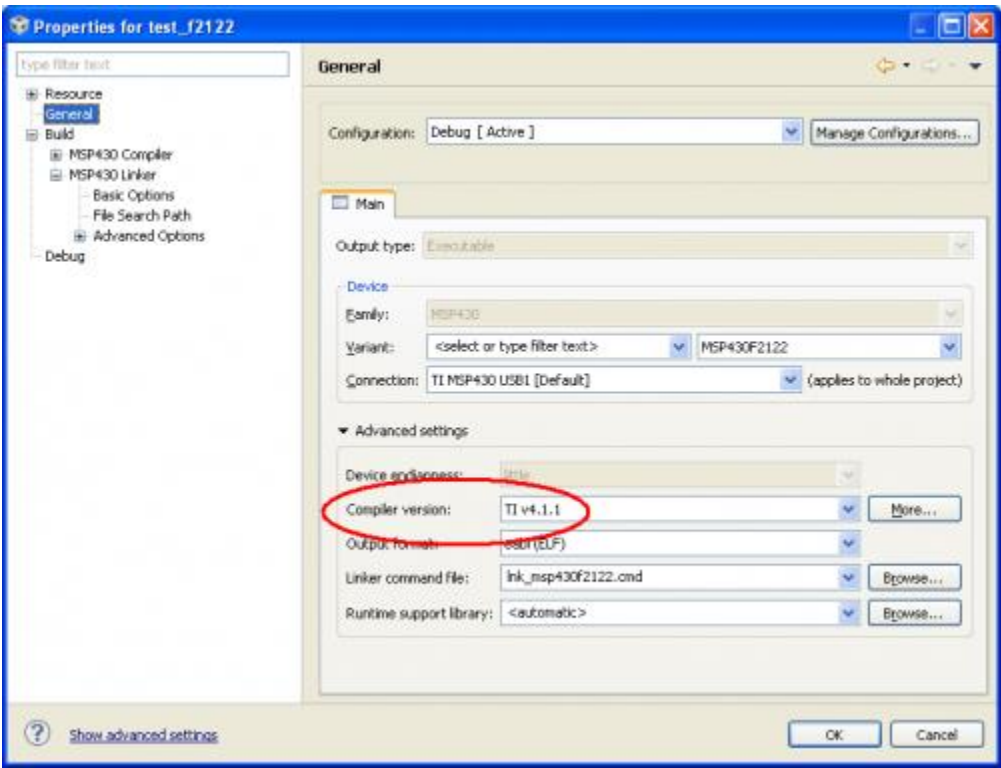 Properties for test_f2122
type filter text
General
Resource
General
Build
MSP430 Compiler
MSP430 Linker
Basic Options
File Search Path
Advanced Options
Debug
Configuration: Debug [ Active ] Manage Configurations...
Main
Output type: Executable
Device
Family: MSP430
Variant: <select or type filter text> MSP430F2122
Connection: TI MSP430 USB1 [Default] (applies to whole project)
Advanced settings
Device endianness: little
Compiler version: TI v4.1.1 More...
Output format: eabi (ELF)
Linker command file: lnk_msp430f2122.cmd Browse...
Runtime support library: <automatic> Browse...
? Show advanced settings OK Cancel